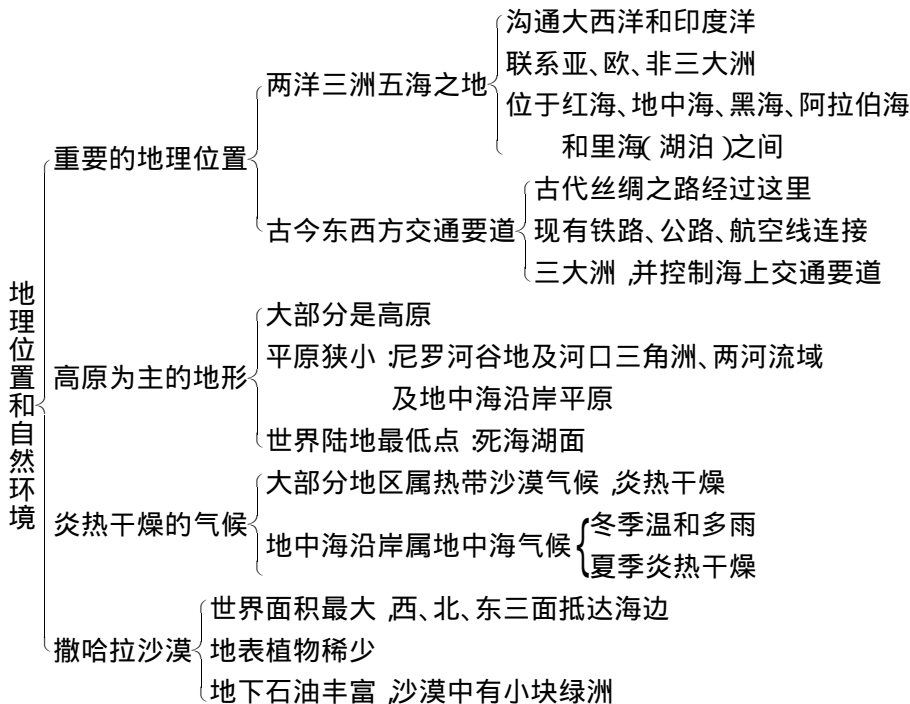 地理位置和自然环境
重要的地理位置
两洋三洲五海之地
沟通大西洋和印度洋
联系亚、欧、非三大洲
位于红海、地中海、黑海、阿拉伯海
和里海(湖泊)之间
古今东西方交通要道
古代丝绸之路经过这里
现有铁路、公路、航空线连接
三大洲,并控制海上交通要道
高原为主的地形
大部分是高原
平原狭小:尼罗河谷地及河口三角洲、两河流域
及地中海沿岸平原
世界陆地最低点:死海湖面
炎热干燥的气候
大部分地区属热带沙漠气候,炎热干燥
地中海沿岸属地中海气候
冬季温和多雨
夏季炎热干燥
撒哈拉沙漠
世界面积最大,西、北、东三面抵达海边
地表植物稀少
地下石油丰富,沙漠中有小块绿洲